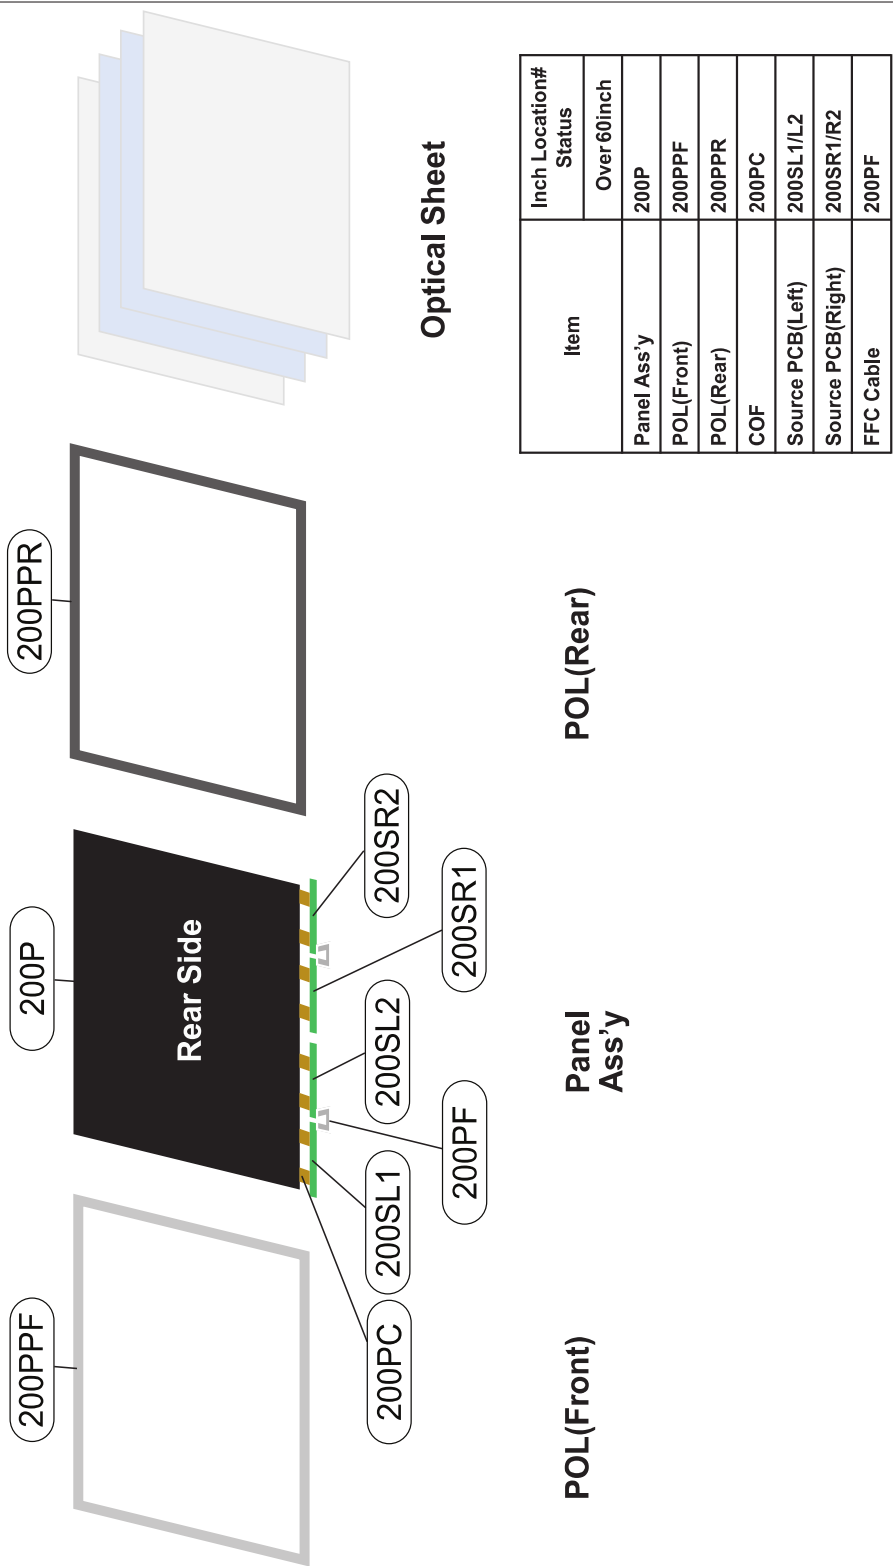 200PPF
200P
200PPR
Rear Side
200PC
200SL1
200SL2
200SR2
200PF
200SR1
Optical Sheet
POL(Front)
Panel
Ass’y
POL(Rear)
Item
Inch Location#
Status
Over 60inch
Panel Ass’y 200P
POL(Front) 200PPF
POL(Rear) 200PPR
COF 200PC
Source PCB(Left) 200SL1/L2
Source PCB(Right) 200SR1/R2
FFC Cable 200PF